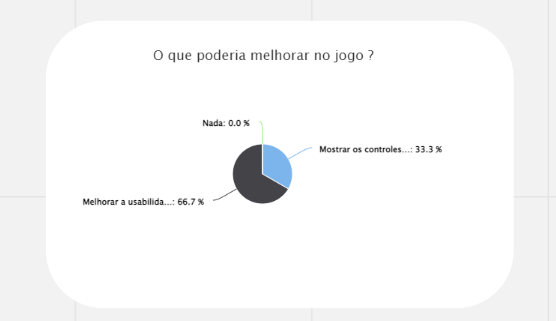 O que poderia melhorar no jogo ?
Nada: 0.0 %
Mostrar os controles...: 33.3 %
Melhorar a usabilida...: 66.7 %